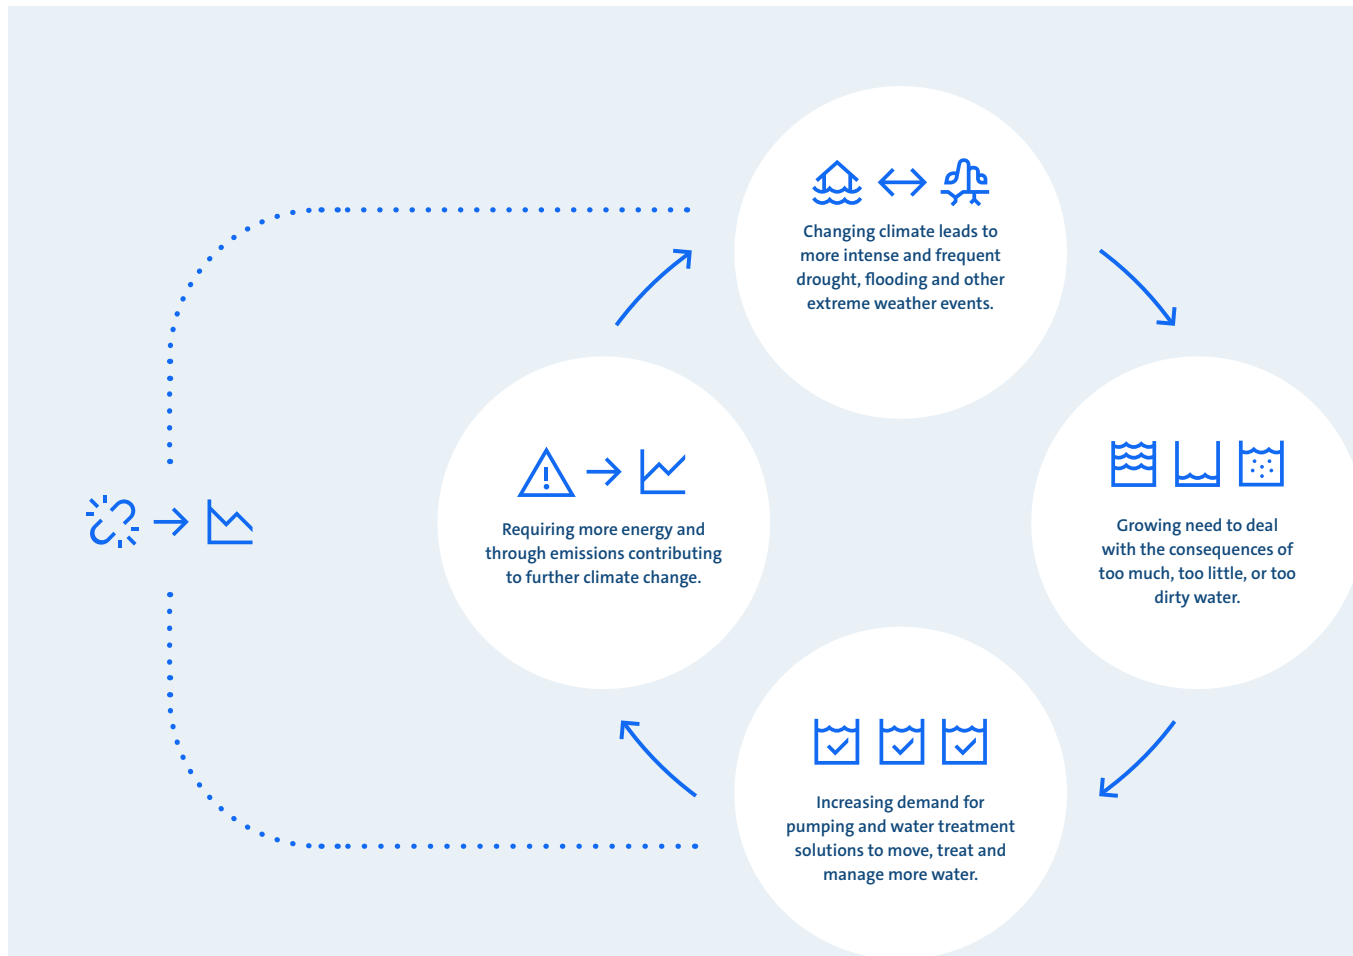 Changing climate leads to
more intense and frequent
drought, flooding and other
extreme weather events.
Growing need to deal
with the consequences of
too much, too little, or too
dirty water.
Increasing demand for
pumping and water treatment
solutions to move, treat and
manage more water.
Requiring more energy and
through emissions contributing
to further climate change.